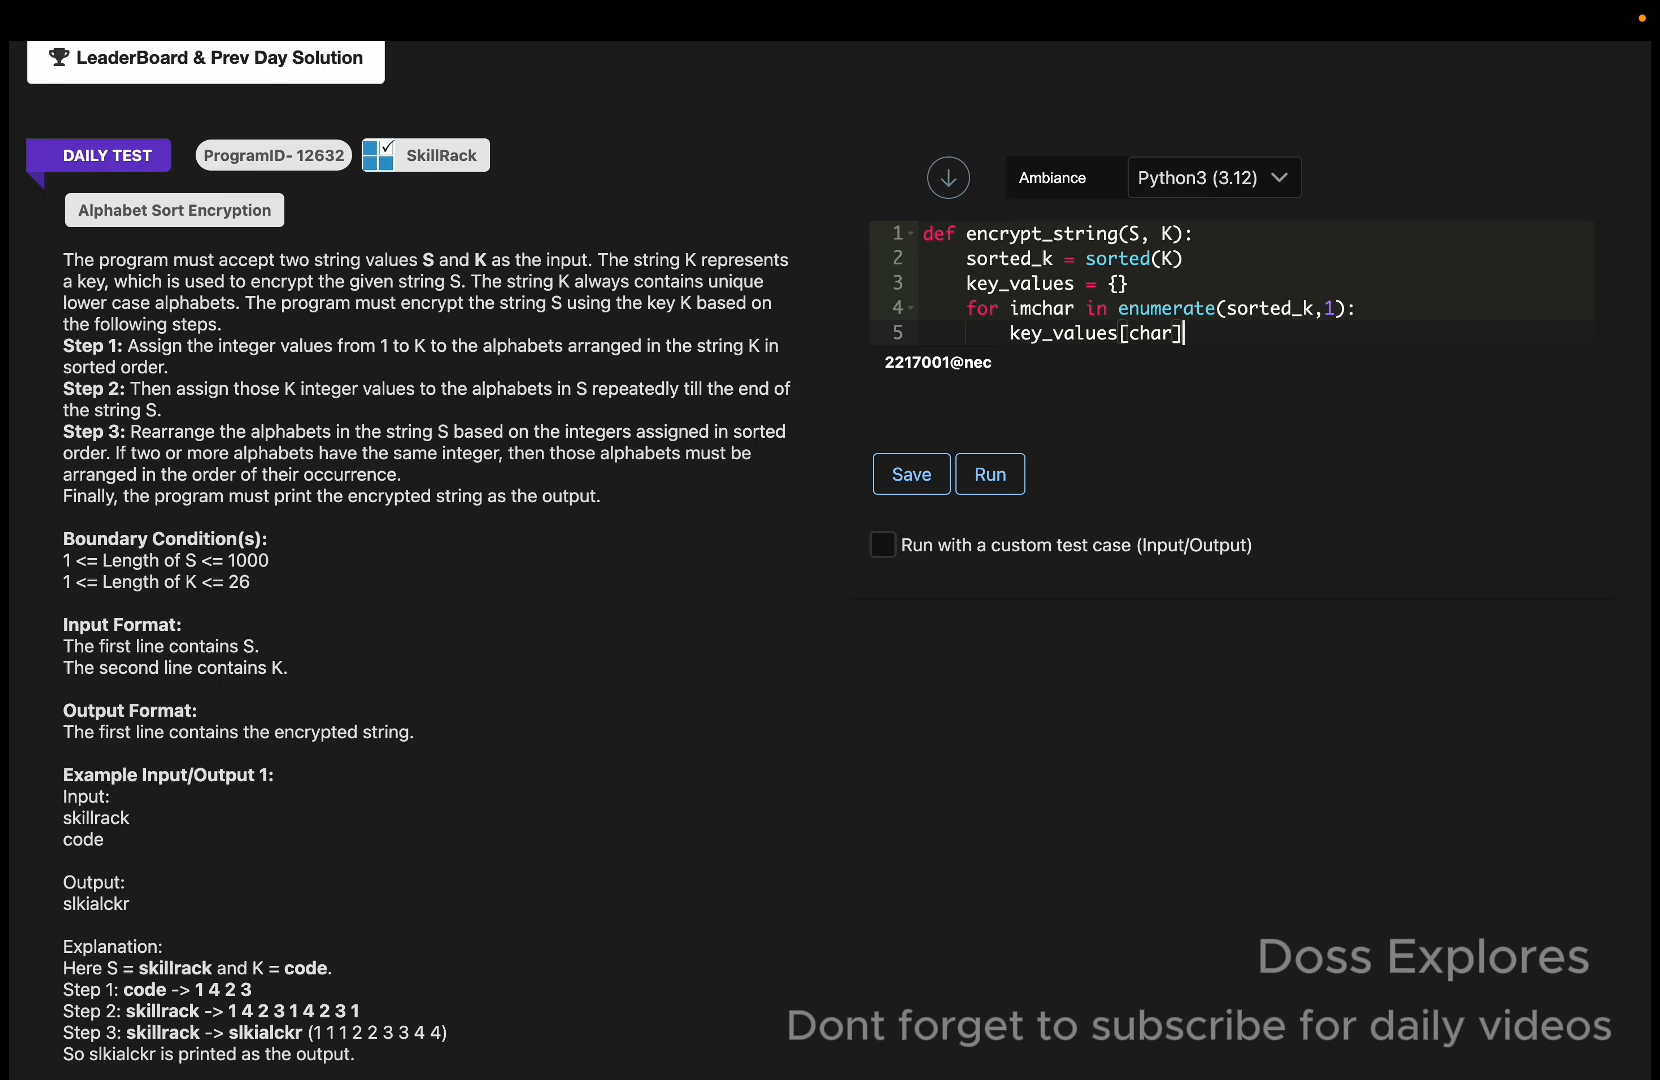 LeaderBoard & Prev Day Solution
DAILY TEST
ProgramID- 12632
SkillRack
Alphabet Sort Encryption
The program must accept two string values S and K as the input. The string K represents
a key, which is used to encrypt the given string S. The string K always contains unique
lower case alphabets. The program must encrypt the string S using the key K based on
the following steps.
Step 1: Assign the integer values from 1 to K to the alphabets arranged in the string K in
sorted order.
Step 2: Then assign those K integer values to the alphabets in S repeatedly till the end of
the string S.
Step 3: Rearrange the alphabets in the string S based on the integers assigned in sorted
order. If two or more alphabets have the same integer, then those alphabets must be
arranged in the order of their occurrence.
Finally, the program must print the encrypted string as the output.
Boundary Condition(s):
1 <= Length of S <= 1000
1 <= Length of K <= 26
Input Format:
The first line contains S.
The second line contains K.
Output Format:
The first line contains the encrypted string.
Example Input/Output 1:
Input:
skillrack
code
Output:
slkialckr
Explanation:
Here S = skillrack and K = code.
Step 1: code -> 1 4 2 3
Step 2: skillrack -> 1 4 2 3 1 4 2 3 1
Step 3: skillrack -> slkialckr (1 1 1 2 2 3 3 4 4)
So slkialckr is printed as the output.
Ambiance
Python3 (3.12)
1 def encrypt_string(S, K):
2 sorted_k = sorted(K)
3 key_values = {}
4 for imchar in enumerate(sorted_k,1):
5 key_values[char]
2217001@nec
Save
Run
Run with a custom test case (Input/Output)
Doss Explores
Dont forget to subscribe for daily videos